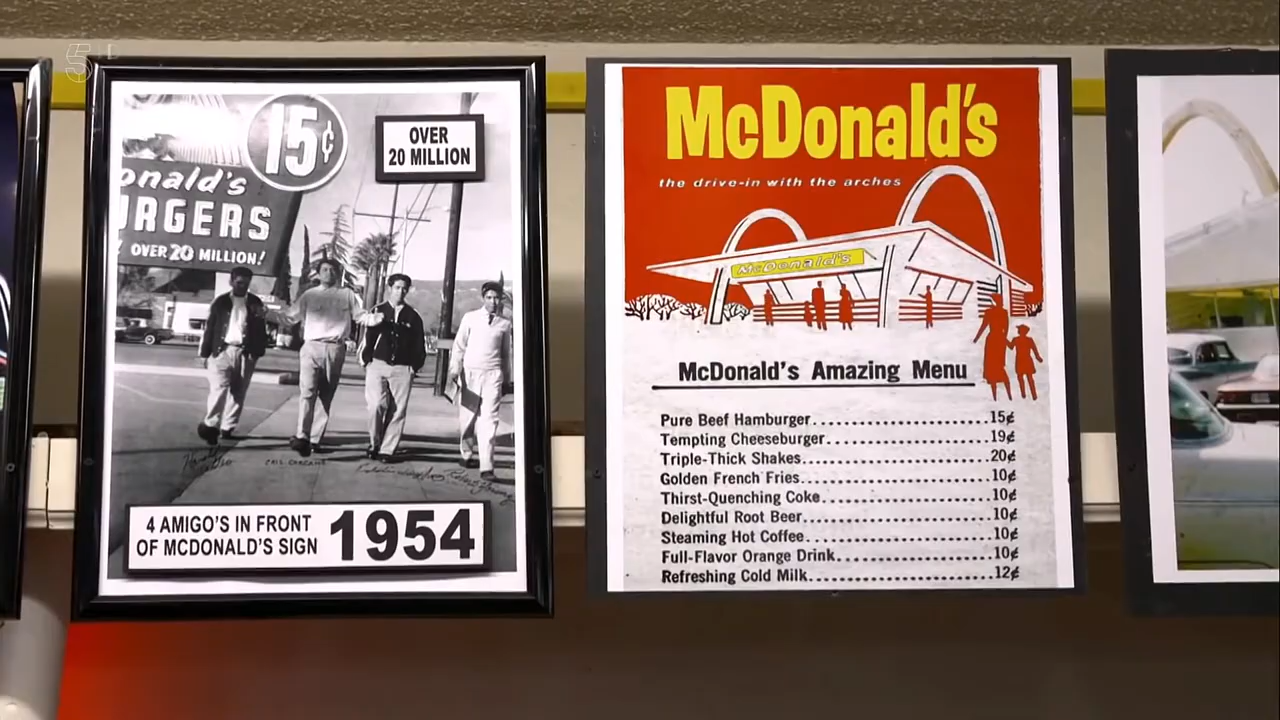 5
15¢
OVER
20 MILLION
onald's
URGERS
OVER 20 MILLION!
4 AMIGO'S IN FRONT
OF MCDONALD'S SIGN
1954
McDonald's
the drive-in with the arches
McDonald's
McDonald's Amazing Menu
Pure Beef Hamburger 15¢
Tempting Cheeseburger 19¢
Triple-Thick Shakes 20¢
Golden French Fries 10¢
Thirst-Quenching Coke 10¢
Delightful Root Beer 10¢
Steaming Hot Coffee 10¢
Full-Flavor Orange Drink 10¢
Refreshing Cold Milk 12¢